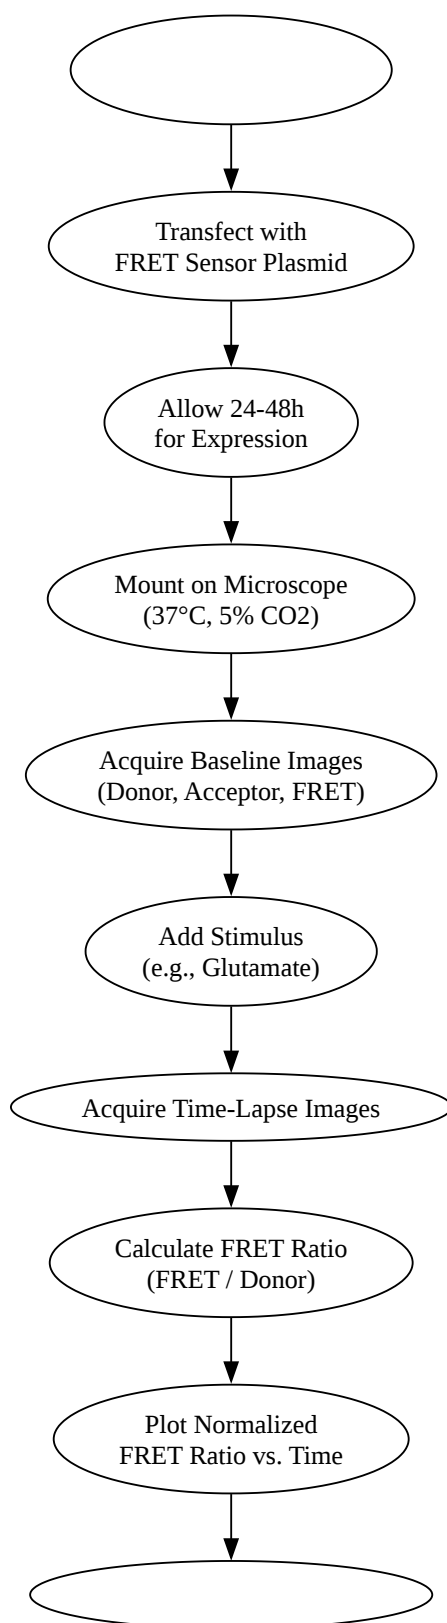 Transfect with
FRET Sensor Plasmid
Allow 24-48h
for Expression
Mount on Microscope
(37°C, 5% CO2)
Acquire Baseline Images
(Donor, Acceptor, FRET)
Add Stimulus
(e.g., Glutamate)
Acquire Time-Lapse Images
Calculate FRET Ratio
(FRET / Donor)
Plot Normalized
FRET Ratio vs. Time